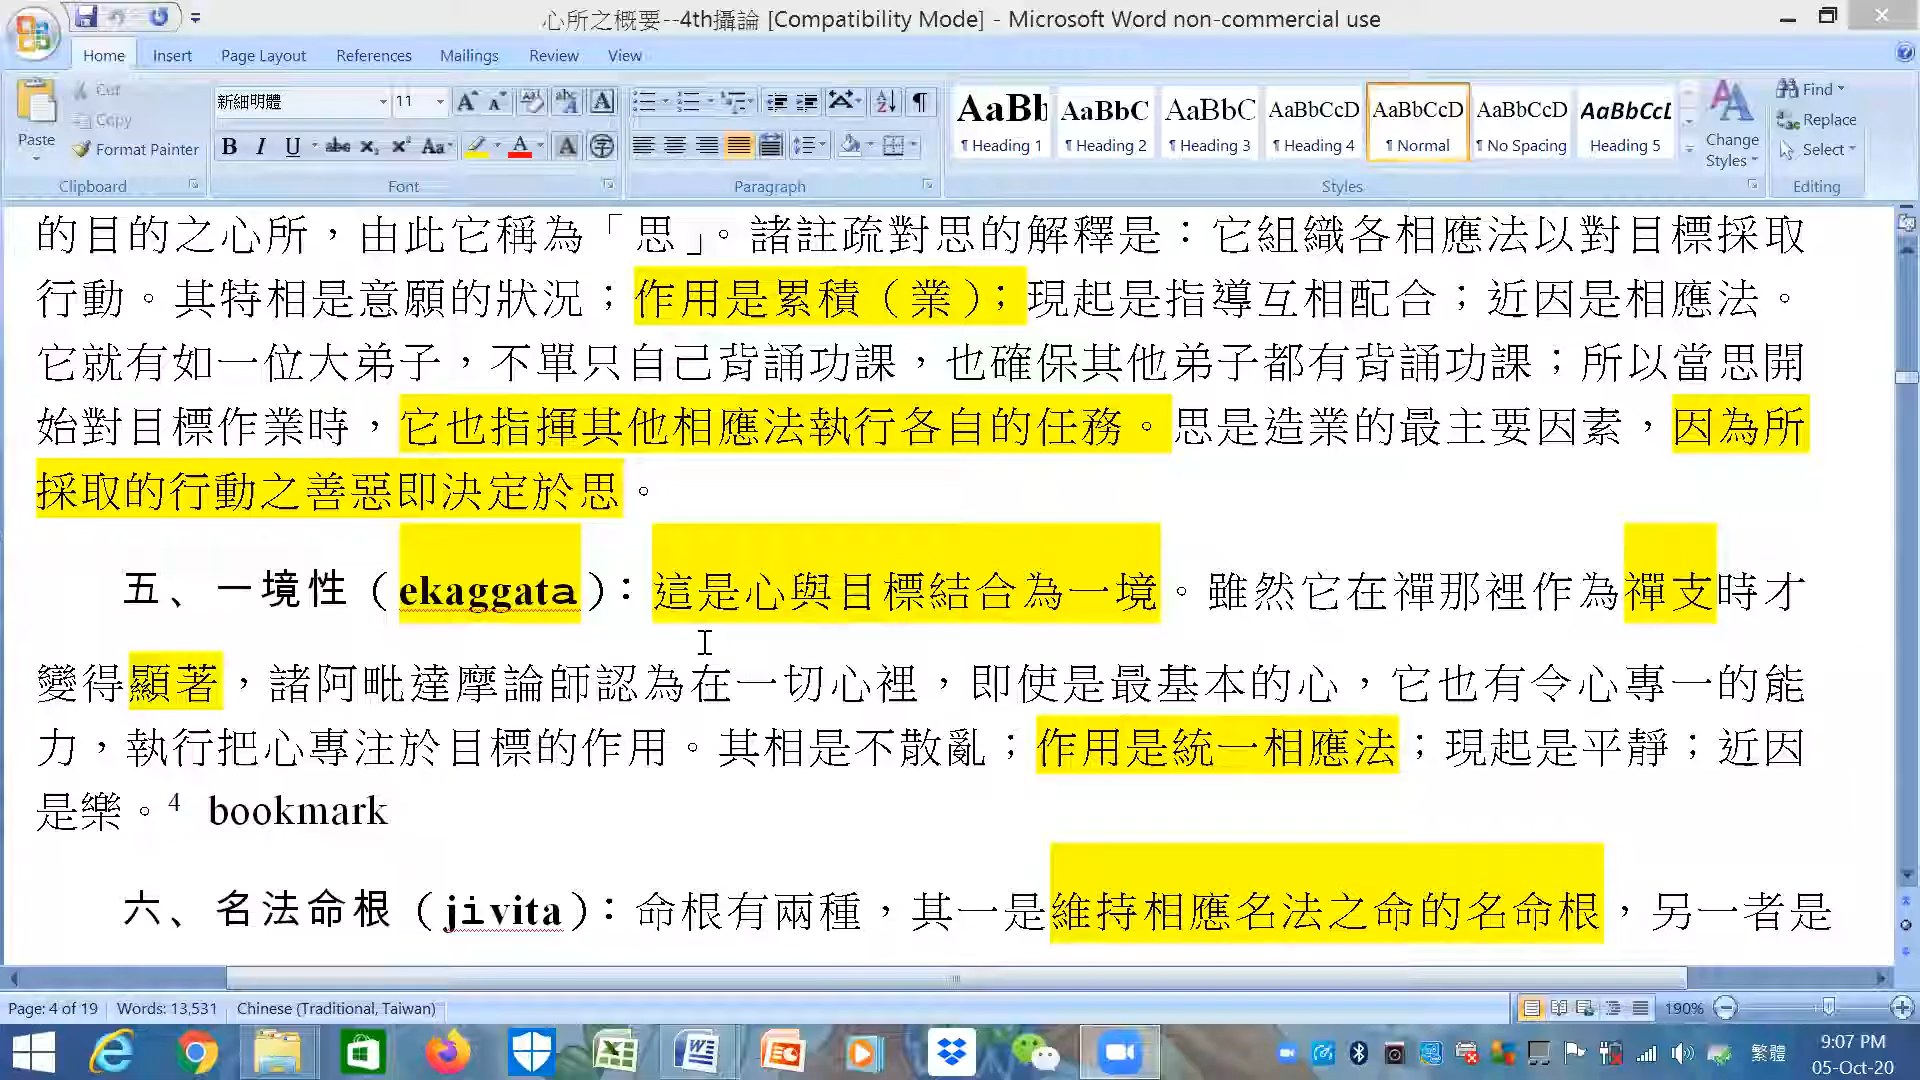 心所之概要--4th攝論 [Compatibility Mode] - Microsoft Word non-commercial use
Home Insert Page Layout References Mailings Review View
Paste
Cut
Copy
Format Painter
Clipboard
新細明體 11
Font
Paragraph
AaBb AaBbC AaBbC AaBbCcD AaBbCcD AaBbCcD AaBbCcL
¶ Heading 1 ¶ Heading 2 ¶ Heading 3 ¶ Heading 4 ¶ Normal ¶ No Spacing Heading 5
Change Styles
Styles
Find
Replace
Select
Editing
的目的之心所，由此它稱為「思」。諸註疏對思的解釋是：它組織各相應法以對目標採取
行動。其特相是意願的狀況；作用是累積（業）；現起是指導互相配合；近因是相應法。
它就有如一位大弟子，不單只自己背誦功課，也確保其他弟子都有背誦功課；所以當思開
始對目標作業時，它也指揮其他相應法執行各自的任務。思是造業的最主要因素，因為所
採取的行動之善惡即決定於思。
五、一境性（ekaggata）：這是心與目標結合為一境。雖然它在禪那裡作為禪支時才
變得顯著，諸阿毗達摩論師認為在一切心裡，即使是最基本的心，它也有令心專一的能
力，執行把心專注於目標的作用。其相是不散亂；作用是統一相應法；現起是平靜；近因
是樂。4 bookmark
六、名法命根（jivita）：命根有兩種，其一是維持相應名法之命的名命根，另一者是
Page: 4 of 19 Words: 13,531 Chinese (Traditional, Taiwan) 190%
繁體
9:07 PM
05-Oct-20